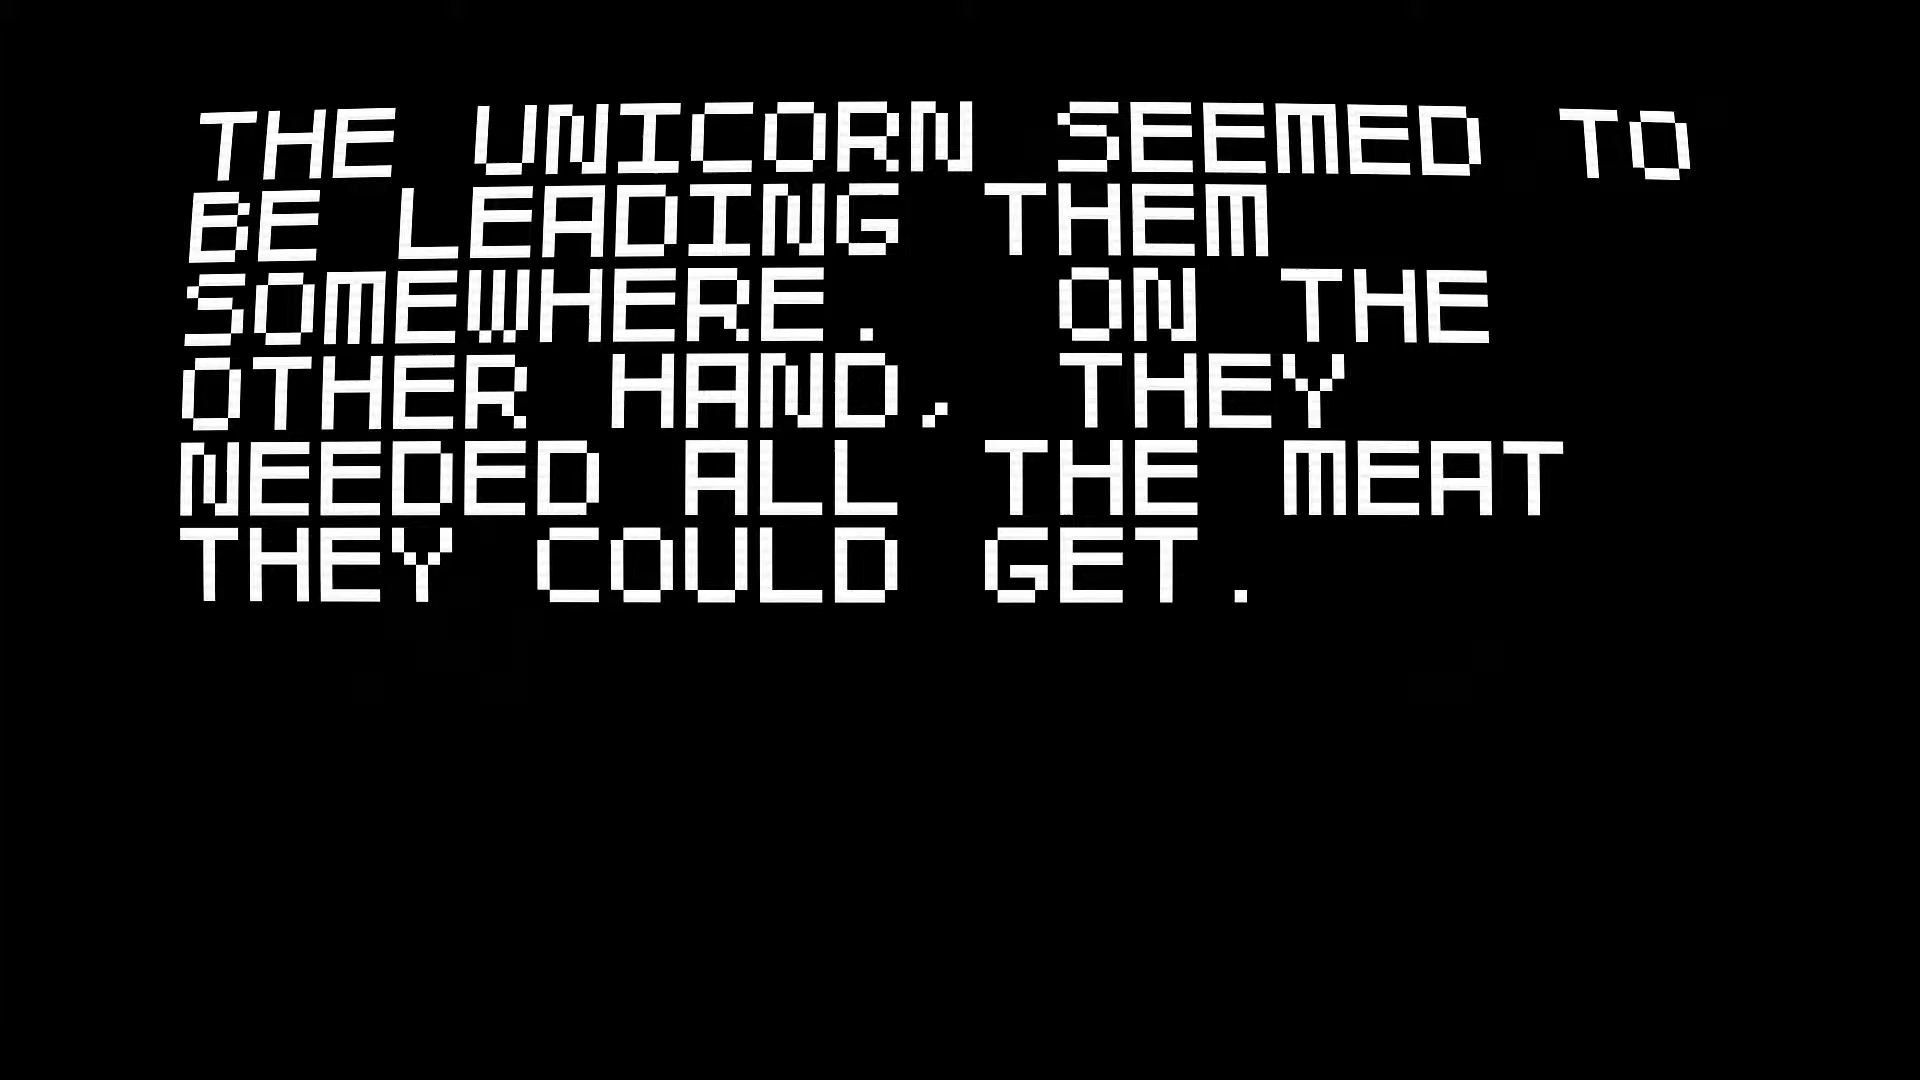 THE UNICORN SEEMED TO
BE LEADING THEM
SOMEWHERE.  ON THE
OTHER HAND, THEY
NEEDED ALL THE MEAT
THEY COULD GET.